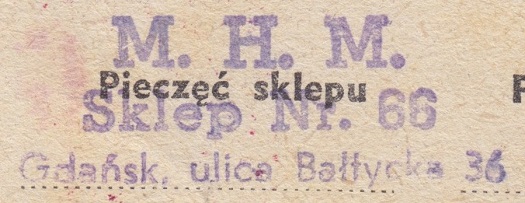 M. H. M.
Pieczęć sklepu
Sklep Nr. 66
Gdańsk, ulica Bałtycka 36